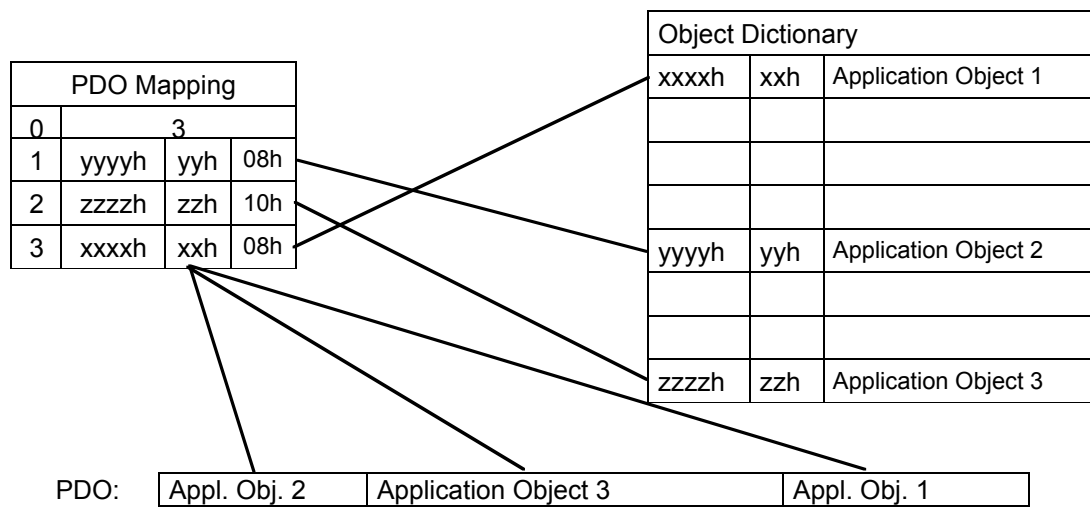 Object Dictionary
xxxxh xxh Application Object 1
PDO Mapping
0 3
1 yyyyh yyh 08h
2 zzzzh zzh 10h
3 xxxxh xxh 08h
yyyyh yyh Application Object 2
zzzzh zzh Application Object 3
PDO: Appl. Obj. 2 Application Object 3 Appl. Obj. 1